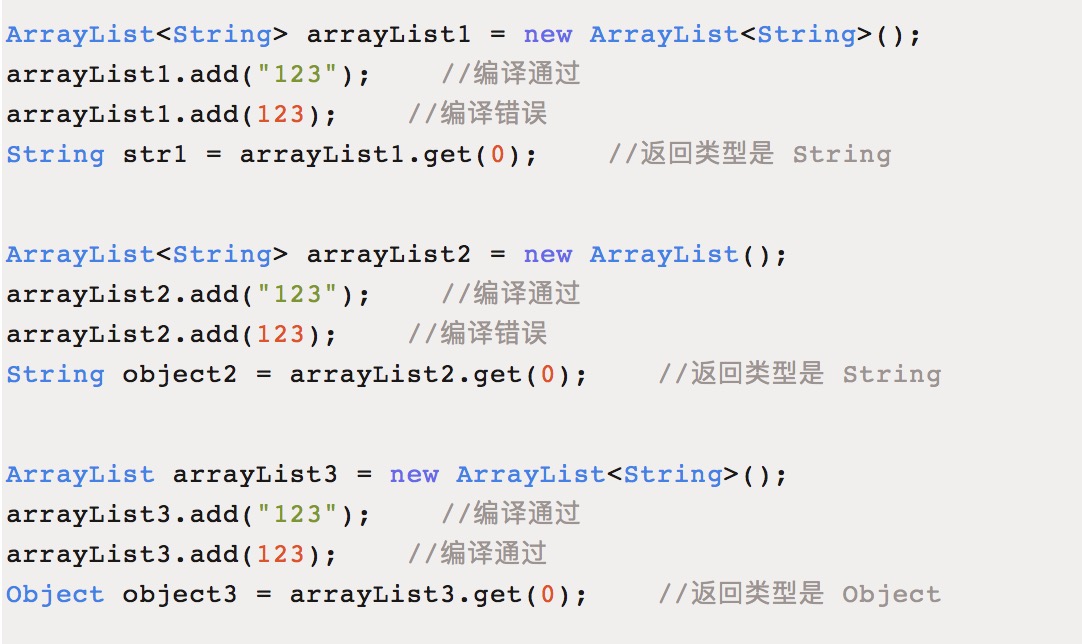 ArrayList<String> arrayList1 = new ArrayList<String>();
arrayList1.add("123"); //编译通过
arrayList1.add(123); //编译错误
String str1 = arrayList1.get(0); //返回类型是 String
ArrayList<String> arrayList2 = new ArrayList();
arrayList2.add("123"); //编译通过
arrayList2.add(123); //编译错误
String object2 = arrayList2.get(0); //返回类型是 String
ArrayList arrayList3 = new ArrayList<String>();
arrayList3.add("123"); //编译通过
arrayList3.add(123); //编译通过
Object object3 = arrayList3.get(0); //返回类型是 Object